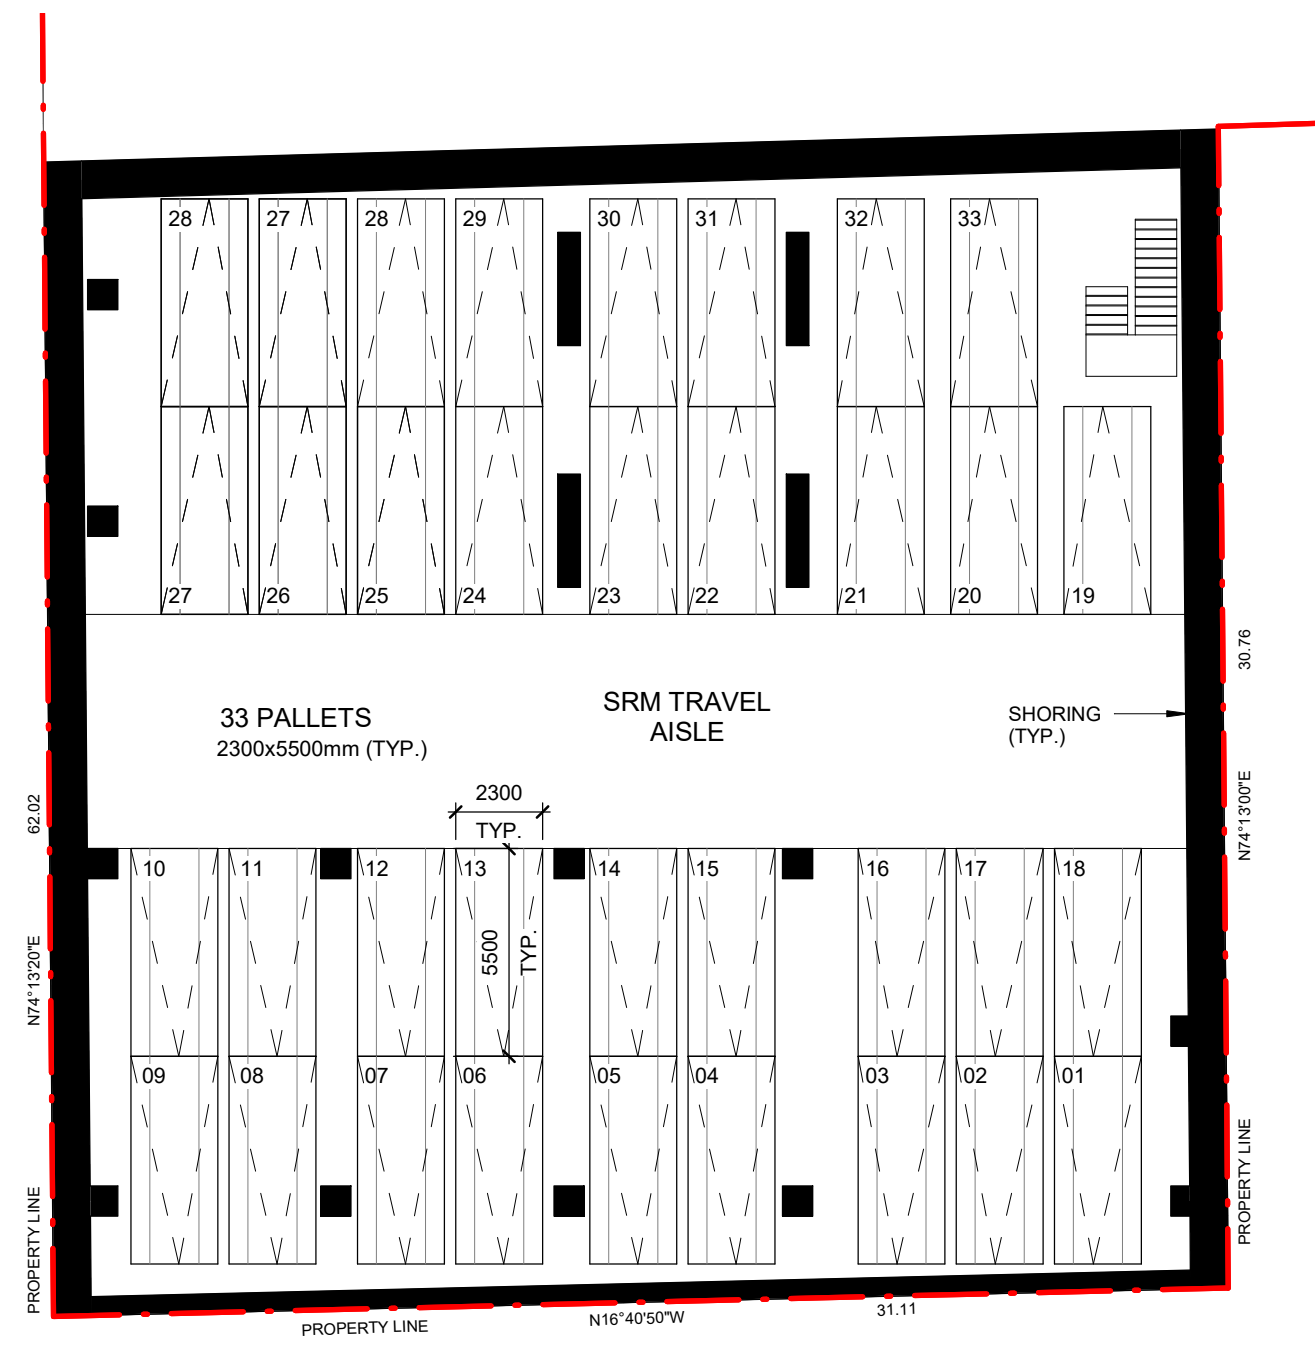 28 27 28 29 30 31 32 33
27 26 25 24 23 22 21 20 19
33 PALLETS
2300x5500mm (TYP.)
SRM TRAVEL
AISLE
SHORING
(TYP.)
30.76
N74°13'00"E
PROPERTY LINE
62.02
N74°13'20"E
PROPERTY LINE
2300
TYP.
10 11 12 13 14 15 16 17 18
5500
TYP.
09 08 07 06 05 04 03 02 01
PROPERTY LINE
N16°40'50"W
31.11